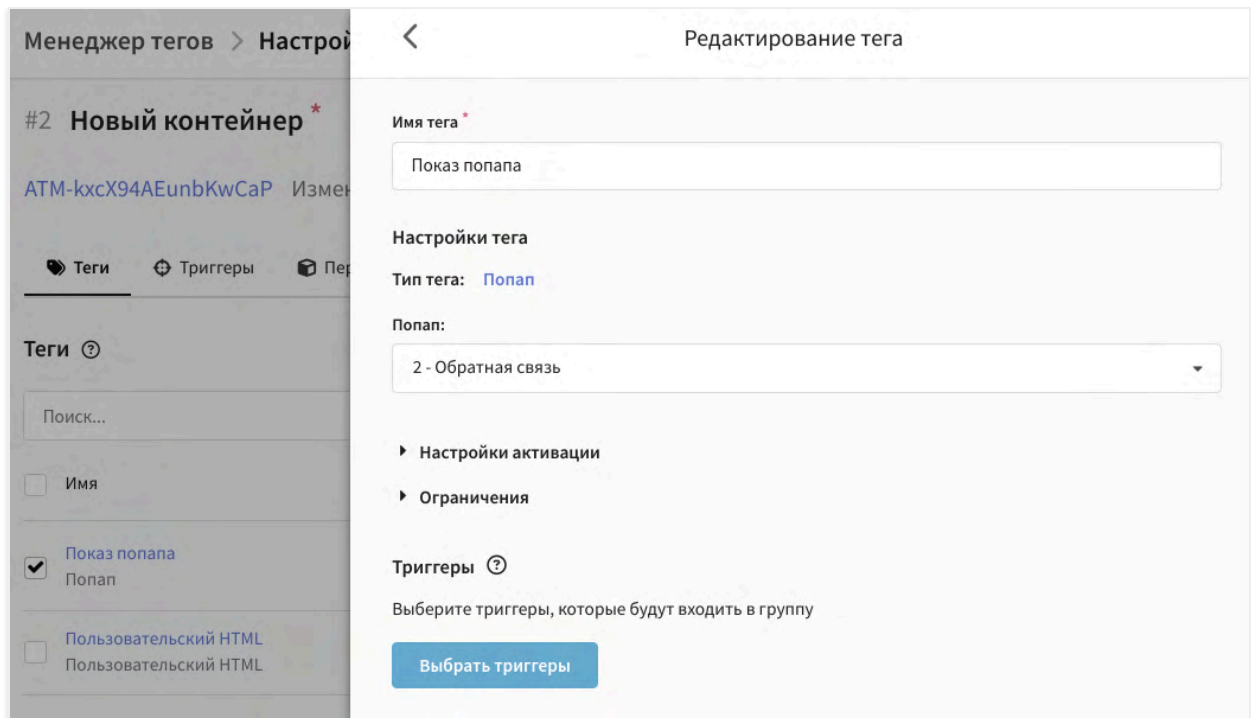 Менеджер тегов > Настрой
#2 Новый контейнер *
ATM-kxcX94AEunbKwCaP Измен
Теги Триггеры Пер
Теги ?
Поиск...
Имя
Показ попапа
Попап
Пользовательский HTML
Пользовательский HTML
Редактирование тега
Имя тега *
Показ попапа
Настройки тега
Тип тега: Попап
Попап:
2 - Обратная связь
Настройки активации
Ограничения
Триггеры ?
Выберите триггеры, которые будут входить в группу
Выбрать триггеры